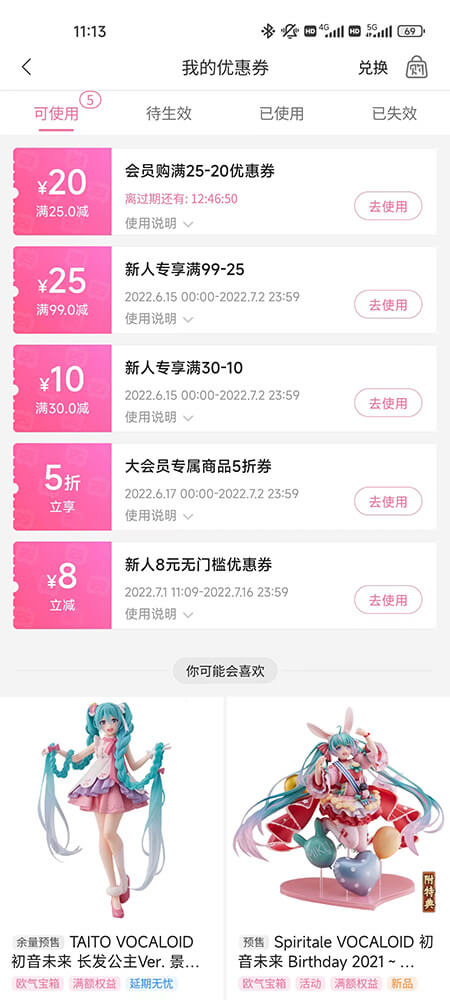 11:13
HD 4G HD 5G 69
我的优惠券
兑换
可使用
5
待生效
已使用
已失效
¥20
满25.0减
会员购满25-20优惠券
离过期还有: 12:46:50
使用说明
去使用
¥25
满99.0减
新人专享满99-25
2022.6.15 00:00-2022.7.2 23:59
使用说明
去使用
¥10
满30.0减
新人专享满30-10
2022.6.15 00:00-2022.7.2 23:59
使用说明
去使用
5折
立享
大会员专属商品5折券
2022.6.17 00:00-2022.7.2 23:59
使用说明
去使用
¥8
立减
新人8元无门槛优惠券
2022.7.1 11:09-2022.7.16 23:59
使用说明
去使用
你可能会喜欢
附特典
余量预售 TAITO VOCALOID
初音未来 长发公主Ver. 景...
欧气宝箱 满额权益 延期无忧
预售 Spiritale VOCALOID 初
音未来 Birthday 2021 ~ ...
欧气宝箱 活动 满额权益 新品